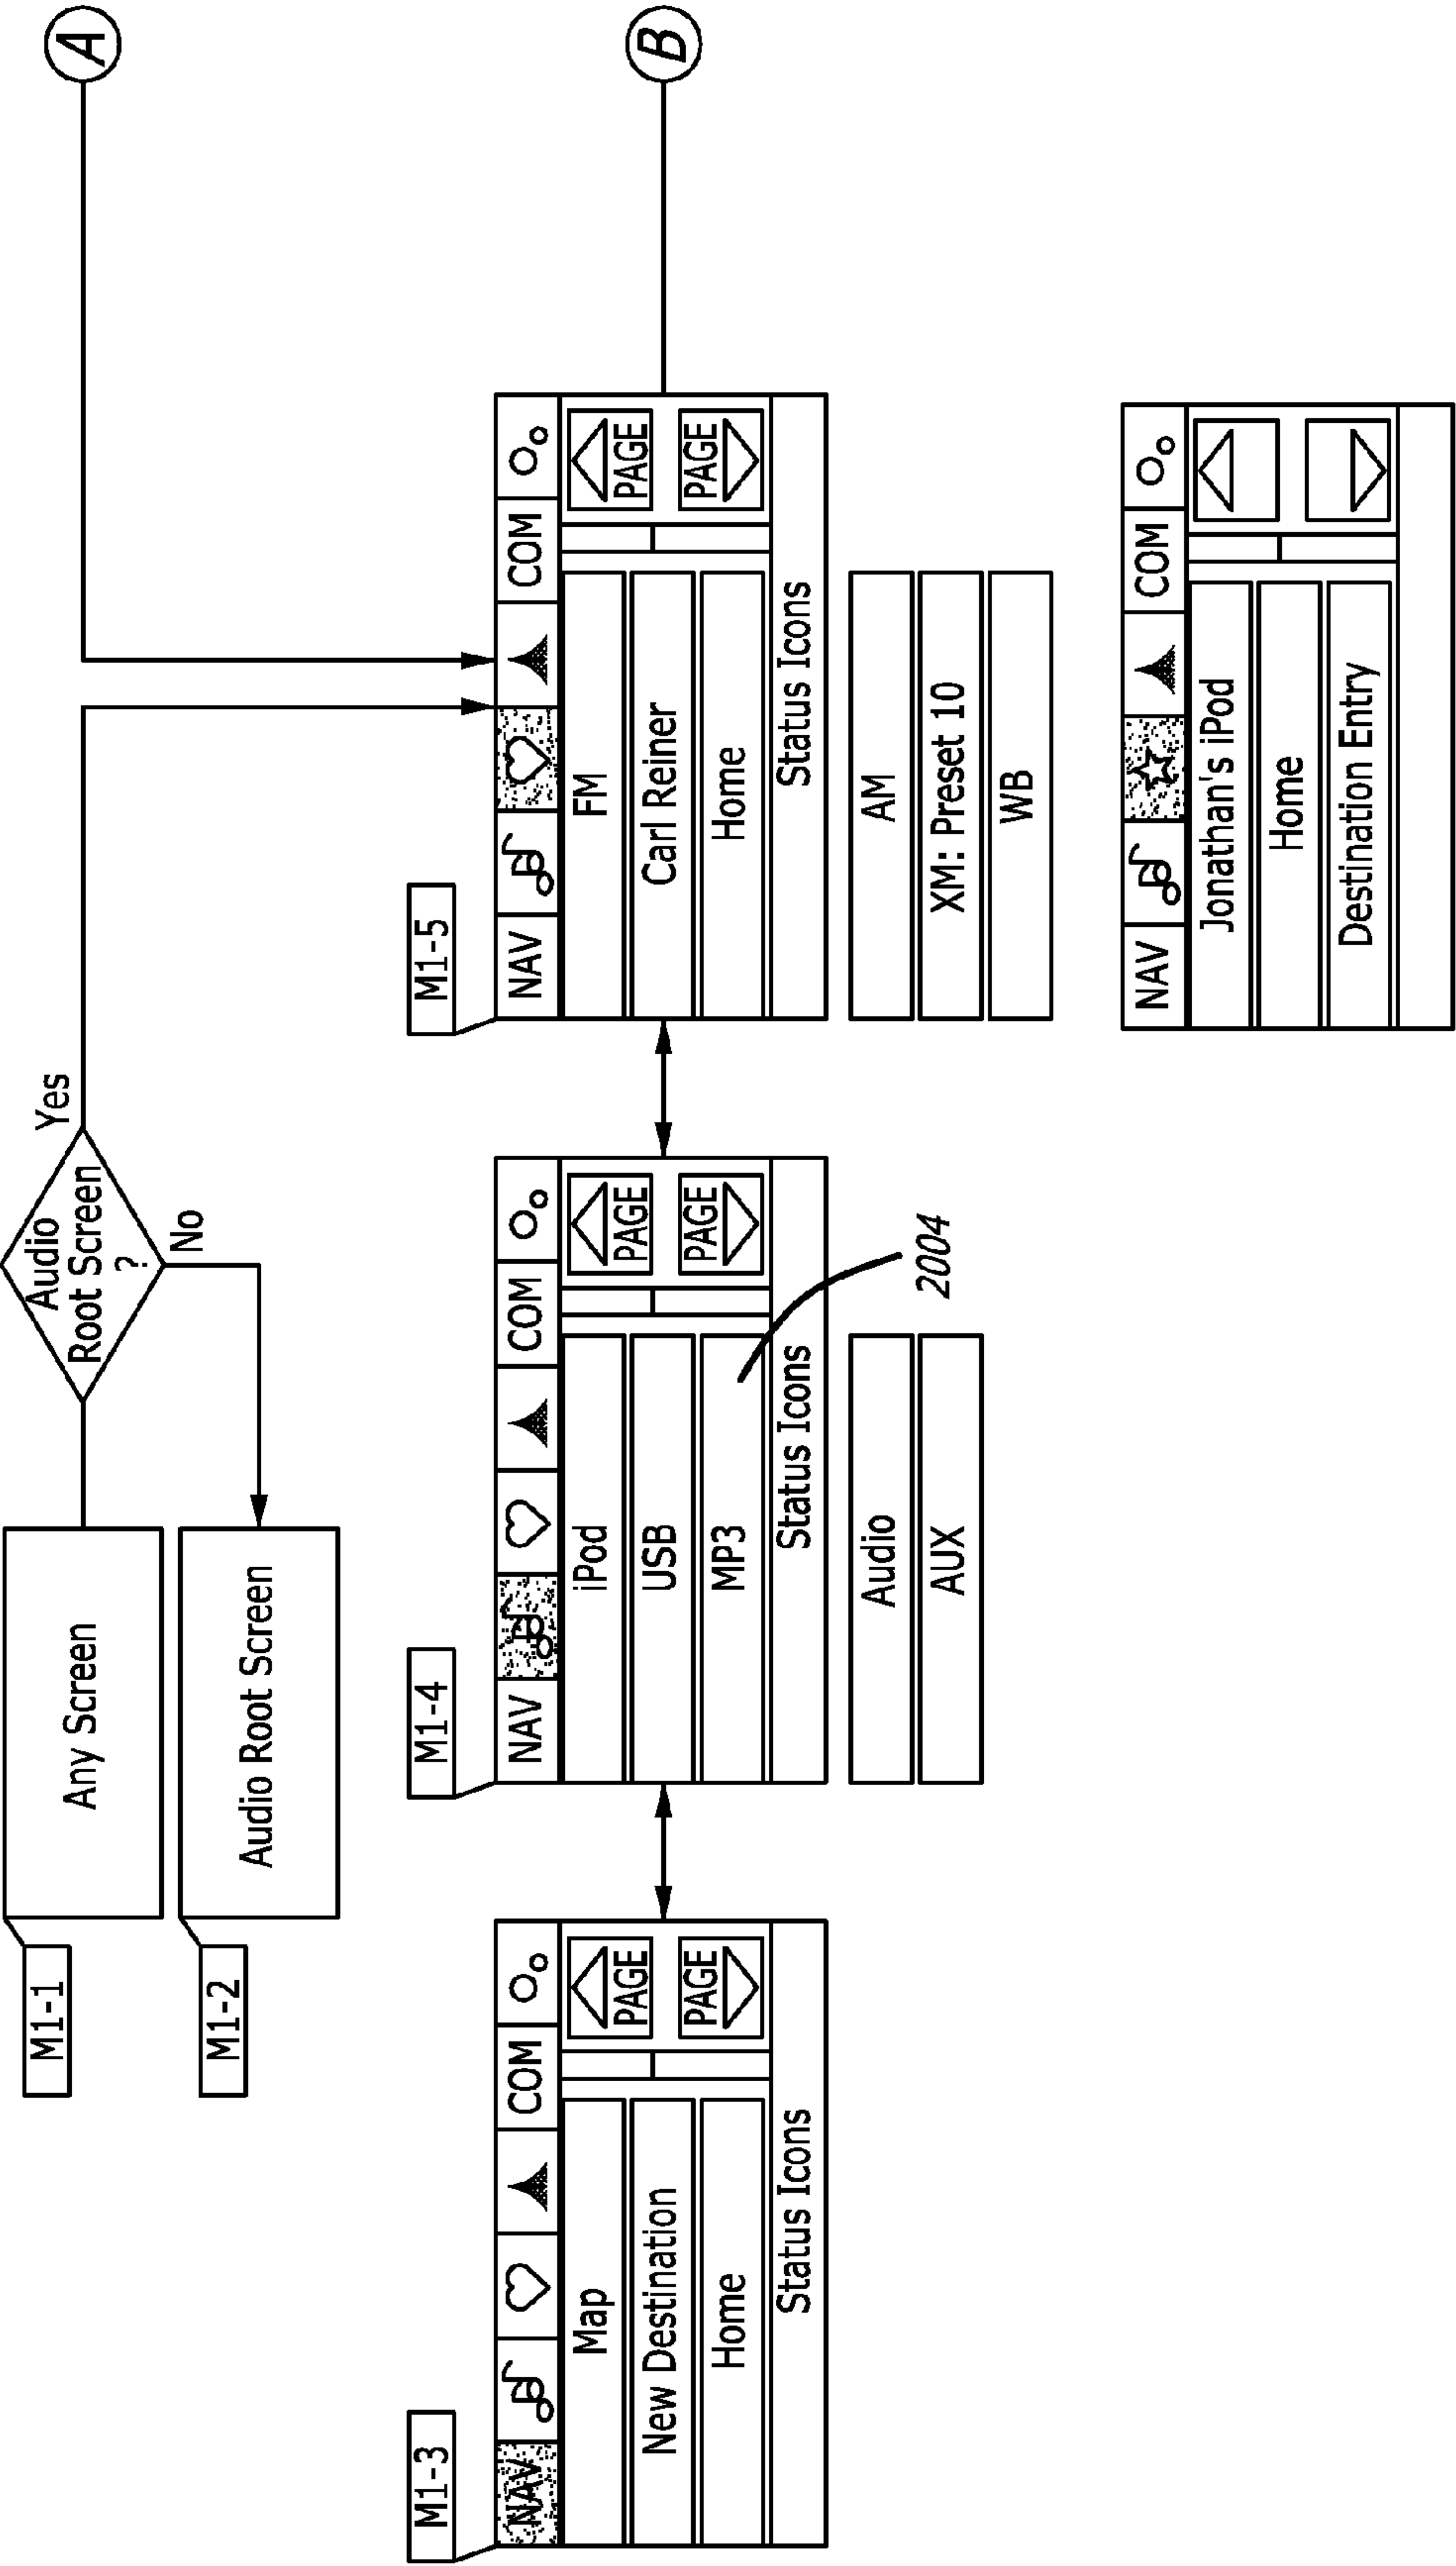 M1-1
Any Screen
Audio
Root Screen
?
Yes
No
A
M1-2
Audio Root Screen
M1-3
NAV
COM
Map
New Destination
Home
PAGE
PAGE
Status Icons
M1-4
NAV
COM
iPod
USB
MP3
PAGE
PAGE
Status Icons
2004
Audio
AUX
M1-5
NAV
COM
FM
Carl Reiner
Home
PAGE
PAGE
Status Icons
B
AM
XM: Preset 10
WB
NAV
COM
Jonathan's iPod
Home
Destination Entry